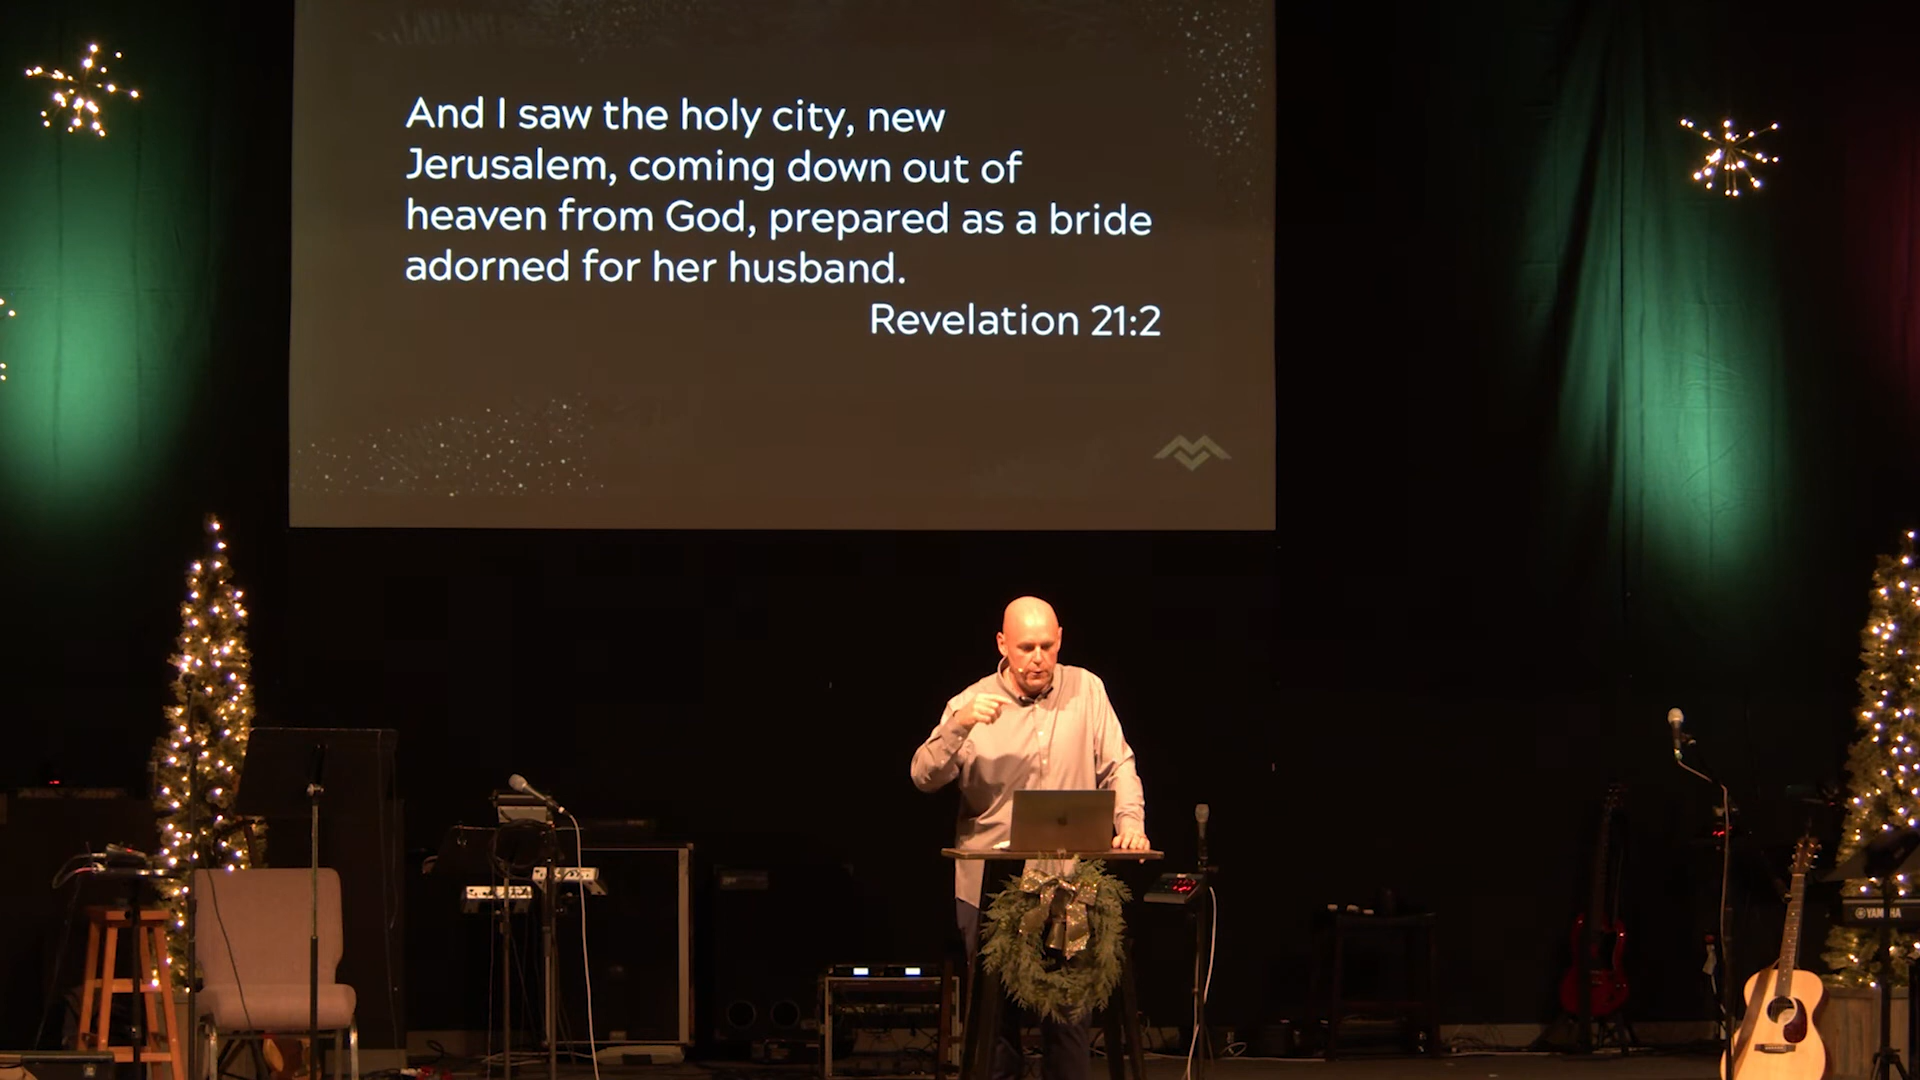 And I saw the holy city, new
Jerusalem, coming down out of
heaven from God, prepared as a bride
adorned for her husband.
Revelation 21:2
YAMAHA